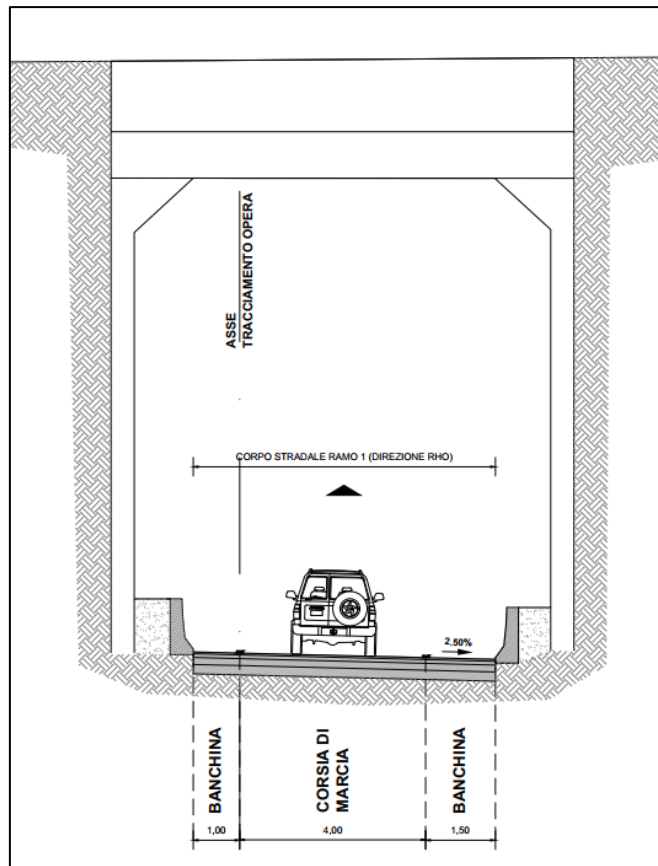 ASSE
TRACCIAMENTO OPERA
CORPO STRADALE RAMO 1 (DIREZIONE RHO)
2,50%
BANCHINA
CORSIA DI
MARCIA
BANCHINA
1,00
4,00
1,50